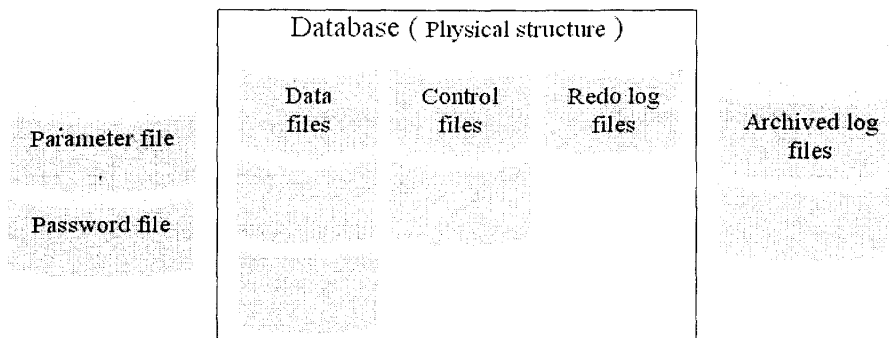 Database ( Physical structure )
Data
files
Control
files
Redo log
files
Parameter file
Password file
Archived log
files